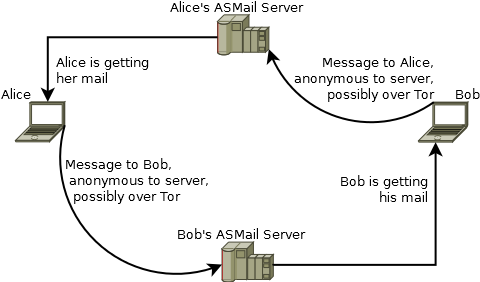 Alice's ASMail Server
Alice is getting
her mail
Message to Alice,
anonymous to server,
possibly over Tor
Alice
Bob
Message to Bob,
anonymous to server,
possibly over Tor
Bob is getting
his mail
Bob's ASMail Server